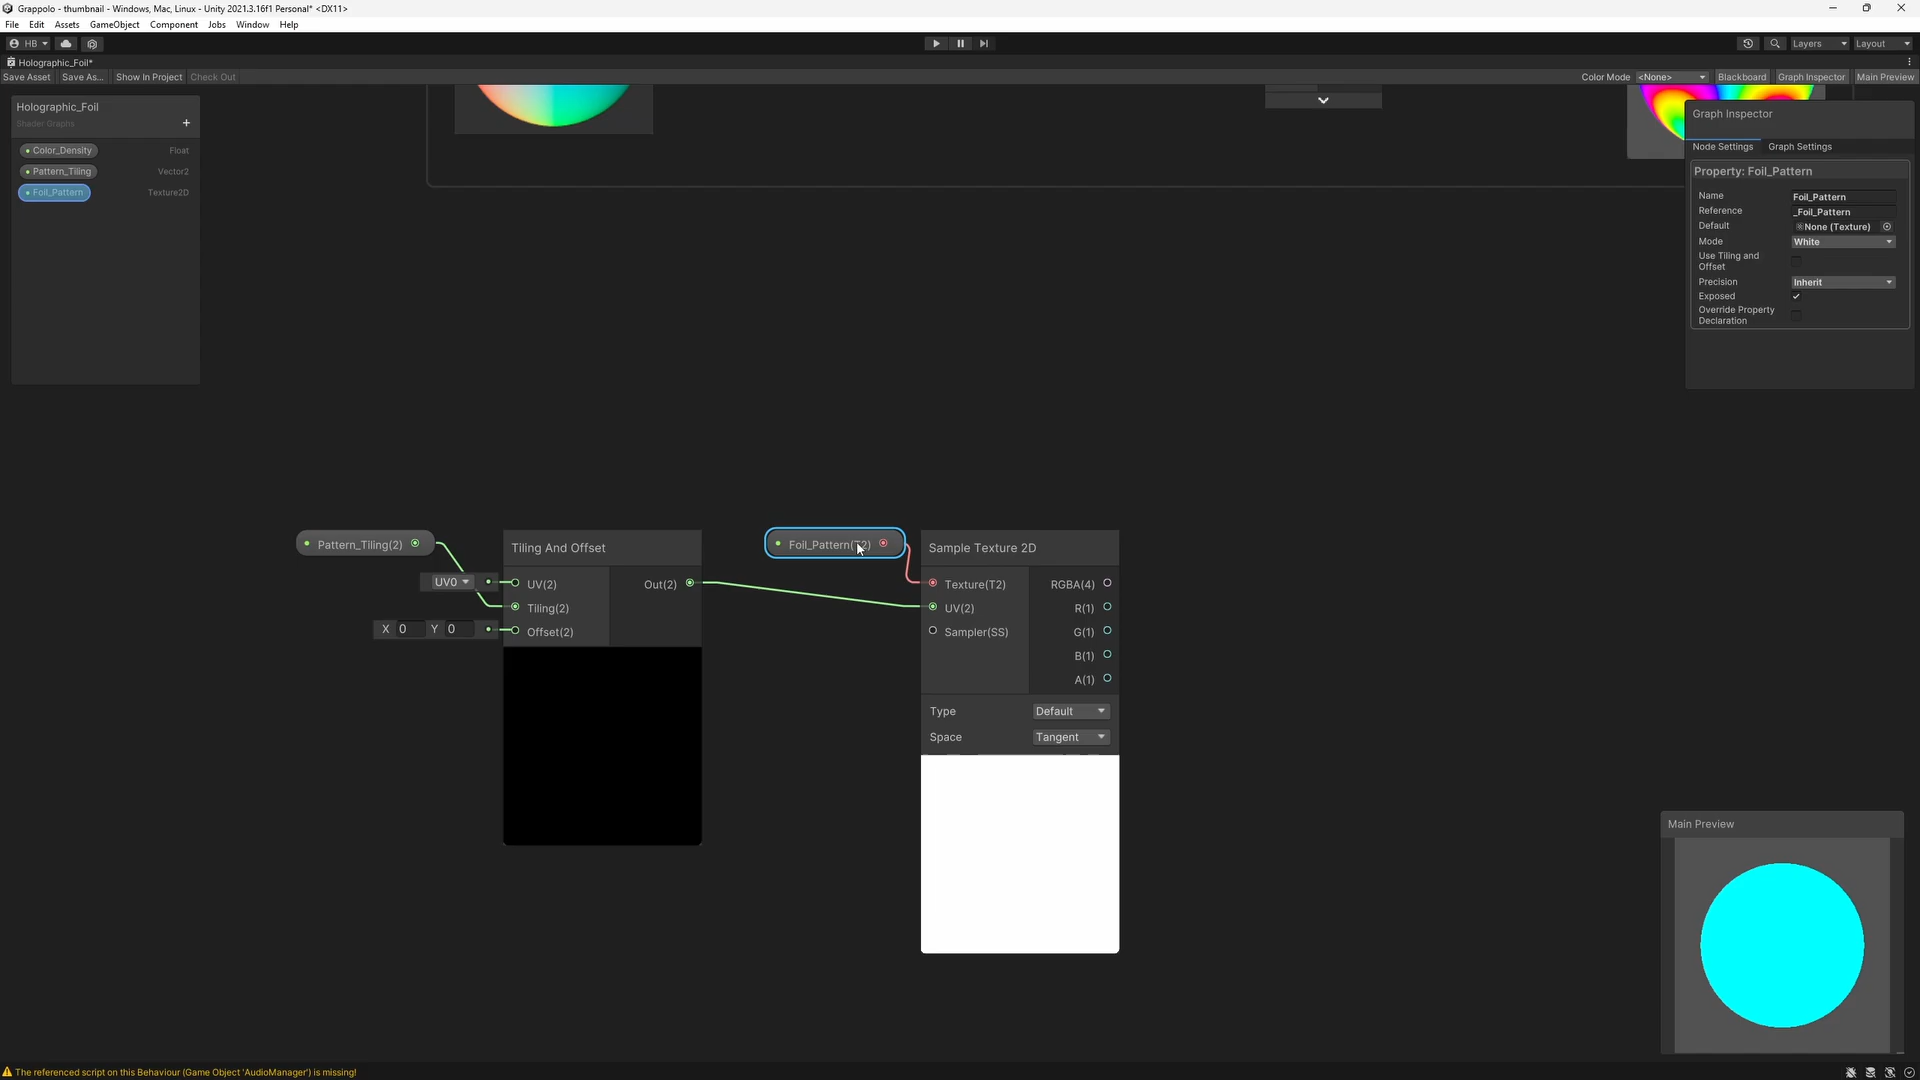 Grappolo - thumbnail - Windows, Mac, Linux - Unity 2021.3.16f1 Personal* <DX11>
File Edit Assets GameObject Component Jobs Window Help
HB Layers Layout
Holographic_Foil*
Save Asset Save As... Show In Project Check Out Color Mode <None> Blackboard Graph Inspector Main Preview
Holographic_Foil
Shader Graphs
+
Color_Density Float
Pattern_Tiling Vector2
Foil_Pattern Texture2D
Graph Inspector
Node Settings Graph Settings
Property: Foil_Pattern
Name Foil_Pattern
Reference _Foil_Pattern
Default None (Texture)
Mode White
Use Tiling and
Offset
Precision Inherit
Exposed
Override Property
Declaration
Pattern_Tiling(2)
UV0
X 0 Y 0
Tiling And Offset
UV(2) Out(2)
Tiling(2)
Offset(2)
Foil_Pattern(T2)
Sample Texture 2D
Texture(T2) RGBA(4)
UV(2) R(1)
Sampler(SS) G(1)
B(1)
A(1)
Type Default
Space Tangent
Main Preview
The referenced script on this Behaviour (Game Object 'AudioManager') is missing!